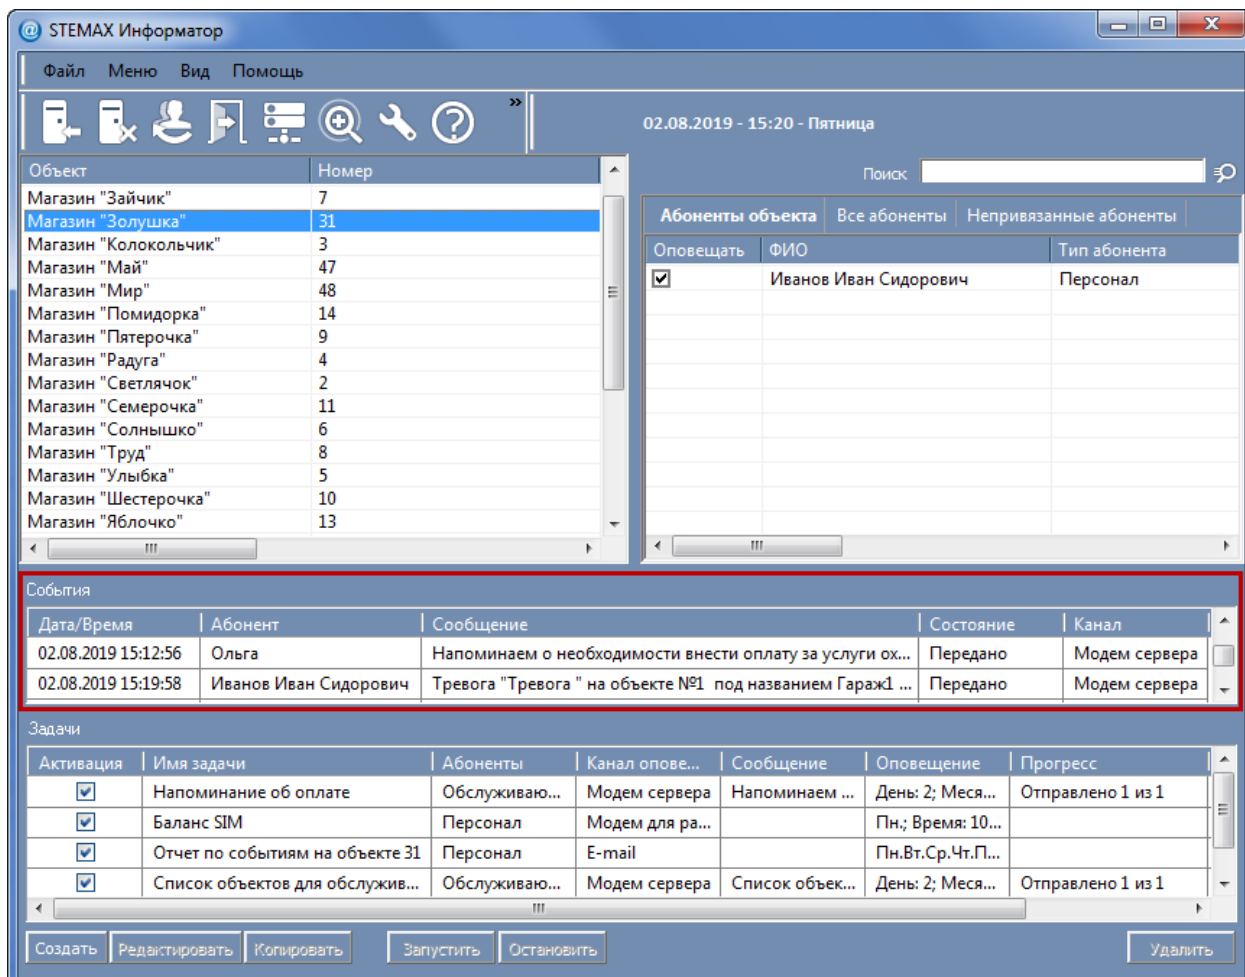 STEMAX Информатор
Файл Меню Вид Помощь
»
02.08.2019 - 15:20 - Пятница
Объект Номер
Магазин "Зайчик" 7
Магазин "Золушка" 31
Магазин "Колокольчик" 3
Магазин "Май" 47
Магазин "Мир" 48
Магазин "Помидорка" 14
Магазин "Пятерочка" 9
Магазин "Радуга" 4
Магазин "Светлячок" 2
Магазин "Семерочка" 11
Магазин "Солнышко" 6
Магазин "Труд" 8
Магазин "Улыбка" 5
Магазин "Шестерочка" 10
Магазин "Яблочко" 13
Поиск
Абоненты объекта Все абоненты Непривязанные абоненты
Оповещать ФИО Тип абонента
Иванов Иван Сидорович Персонал
События
Дата/Время Абонент Сообщение Состояние Канал
02.08.2019 15:12:56 Ольга Напоминаем о необходимости внести оплату за услуги ох... Передано Модем сервера
02.08.2019 15:19:58 Иванов Иван Сидорович Тревога "Тревога " на объекте №1 под названием Гараж1 ... Передано Модем сервера
Задачи
Активация Имя задачи Абоненты Канал опове... Сообщение Оповещение Прогресс
Напоминание об оплате Обслуживаю... Модем сервера Напоминаем ... День: 2; Меся... Отправлено 1 из 1
Баланс SIM Персонал Модем для ра... Пн.; Время: 10...
Отчет по событиям на объекте 31 Персонал E-mail Пн.Вт.Ср.Чт.П...
Список объектов для обслужив... Обслуживаю... Модем сервера Список объек... День: 2; Меся... Отправлено 1 из 1
Создать Редактировать Копировать Запустить Остановить Удалить